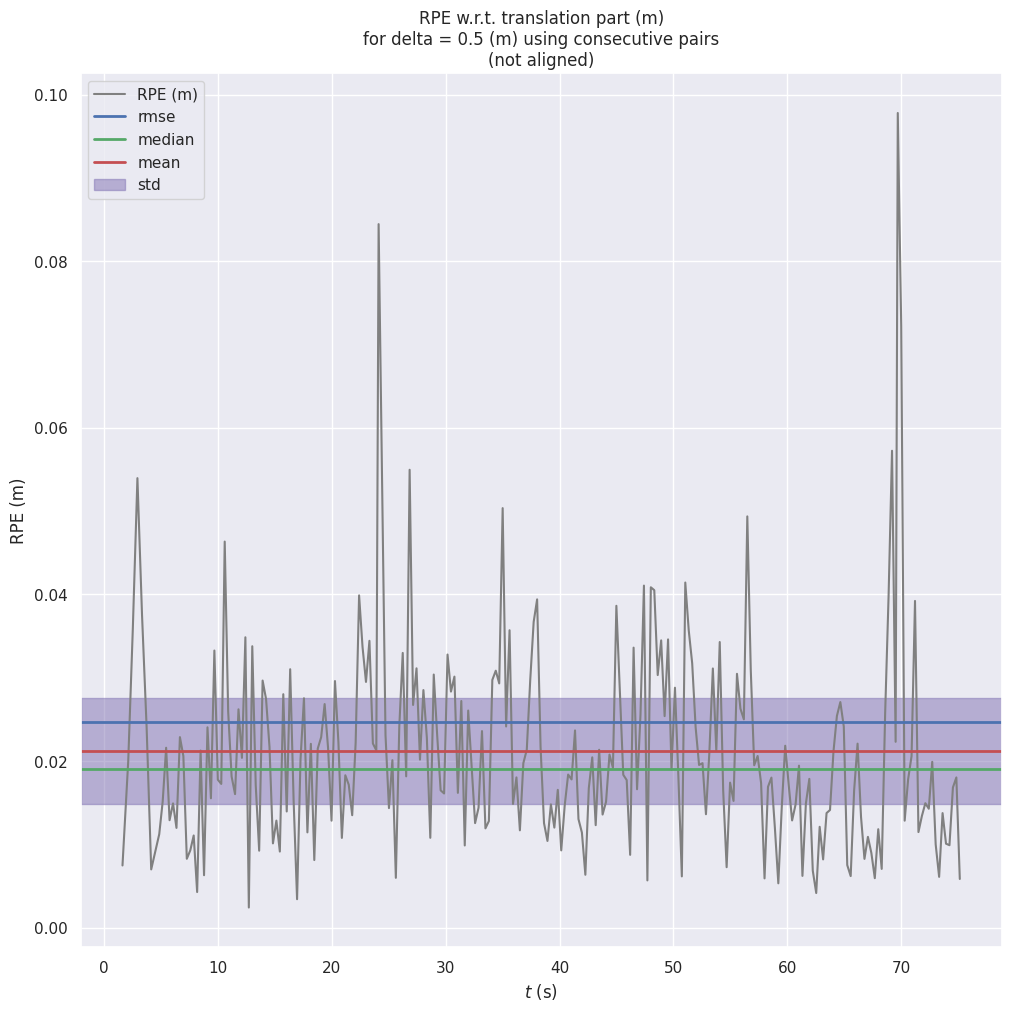 RPE w.r.t. translation part (m)
for delta = 0.5 (m) using consecutive pairs
(not aligned)
RPE (m)
rmse
median
mean
std
RPE (m)
0.10
0.08
0.06
0.04
0.02
0.00
0 10 20 30 40 50 60 70
t (s)